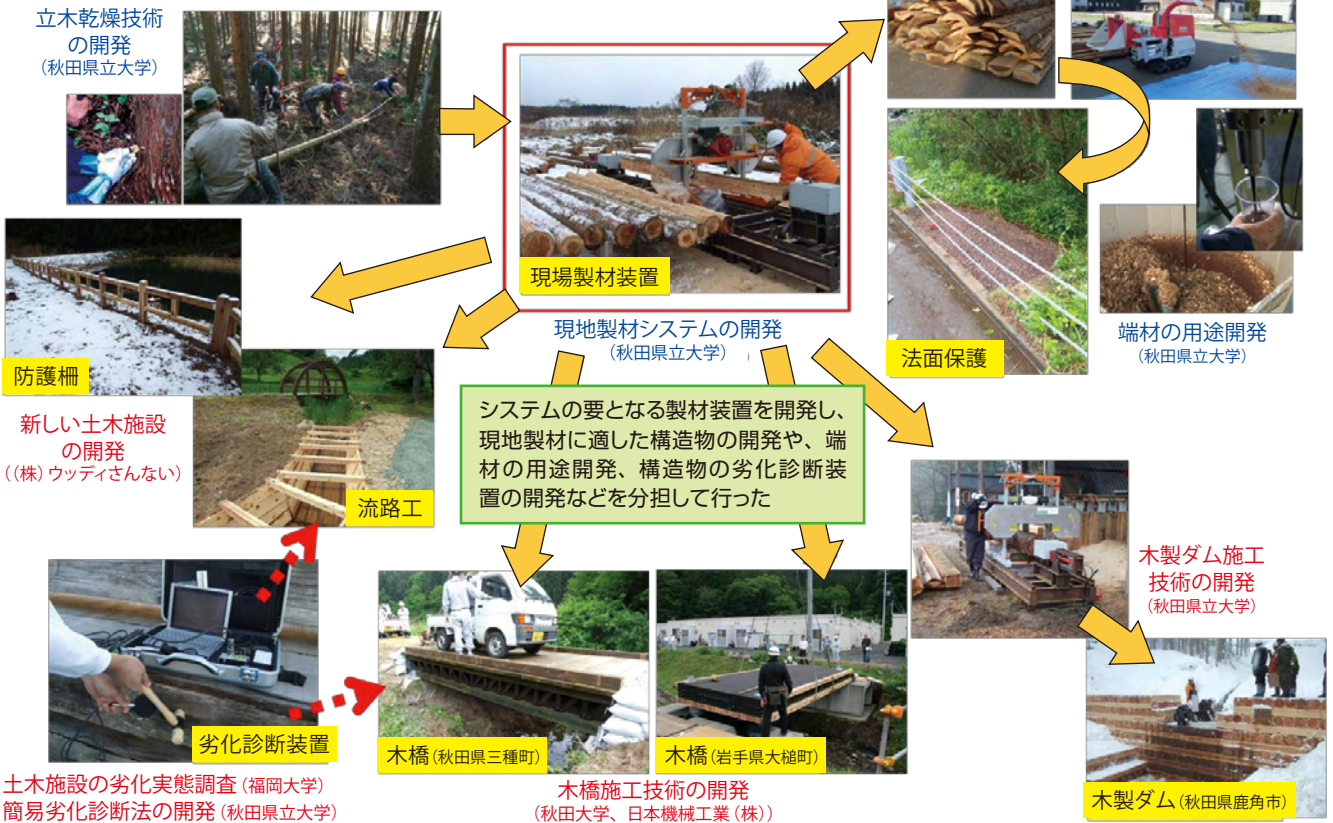 立木乾燥技術
の開発
(秋田県立大学)
現場製材装置
現地製材システムの開発
(秋田県立大学)
法面保護
端材の用途開発
(秋田県立大学)
防護柵
新しい土木施設
の開発
((株)ウッディさんない)
流路工
システムの要となる製材装置を開発し、
現地製材に適した構造物の開発や、端
材の用途開発、構造物の劣化診断装
置の開発などを分担して行った
木製ダム施工
技術の開発
(秋田県立大学)
劣化診断装置
土木施設の劣化実態調査(福岡大学)
簡易劣化診断法の開発(秋田県立大学)
木橋(秋田県三種町)
木橋(岩手県大槌町)
木橋施工技術の開発
(秋田大学、日本機械工業(株))
木製ダム(秋田県鹿角市)